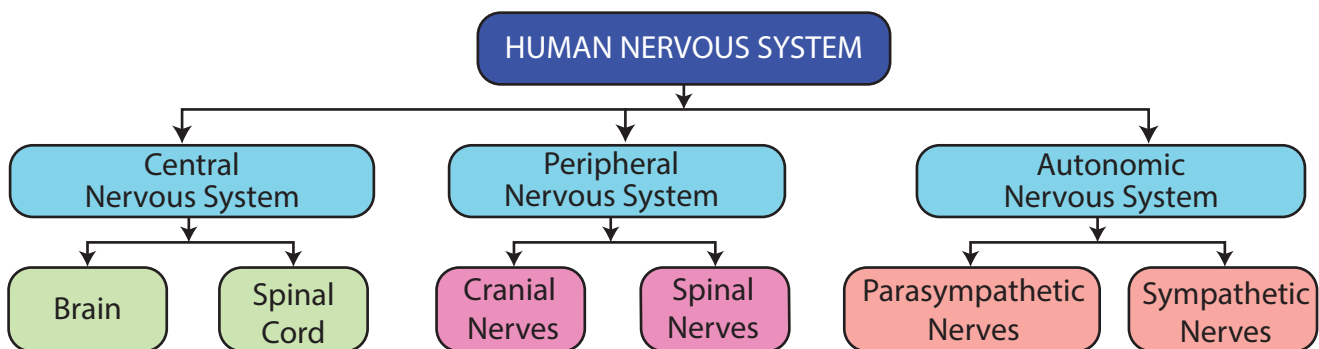 HUMAN NERVOUS SYSTEM
Central
Nervous System
Peripheral
Nervous System
Autonomic
Nervous System
Brain
Spinal
Cord
Cranial
Nerves
Spinal
Nerves
Parasympathetic
Nerves
Sympathetic
Nerves